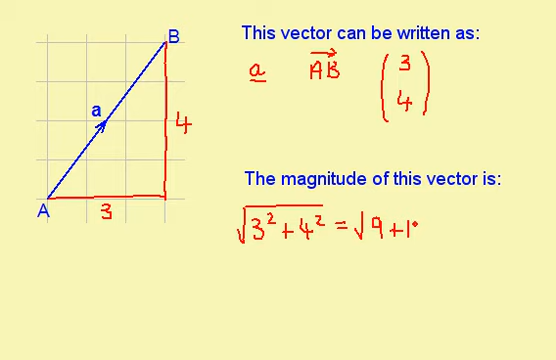 This vector can be written as:
B
a AB (3 4)
a
4
A
3
The magnitude of this vector is:
√3² + 4² = √9 + 1